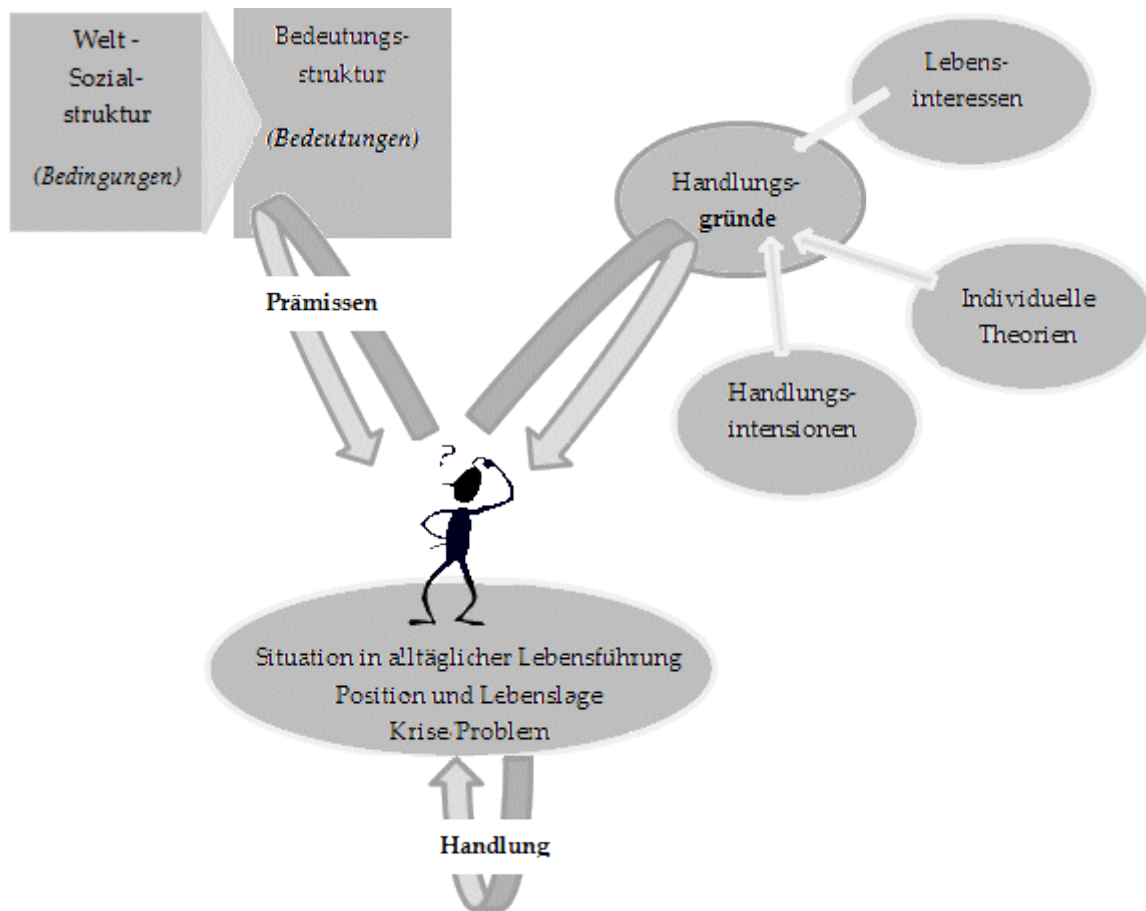 Welt -
Sozial-
struktur
(Bedingungen)
Bedeutungs-
struktur
(Bedeutungen)
Lebens-
interessen
Handlungs-
gründe
Prämissen
Individuelle
Theorien
Handlungs-
intensionen
?
Situation in alltäglicher Lebensführung
Position und Lebenslage
Krise/Problem
Handlung